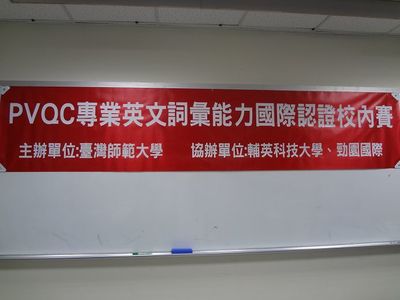 PVQC專業英文詞彙能力國際認證校內賽
主辦單位:臺灣師範大學 協辦單位:輔英科技大學、勁園國際